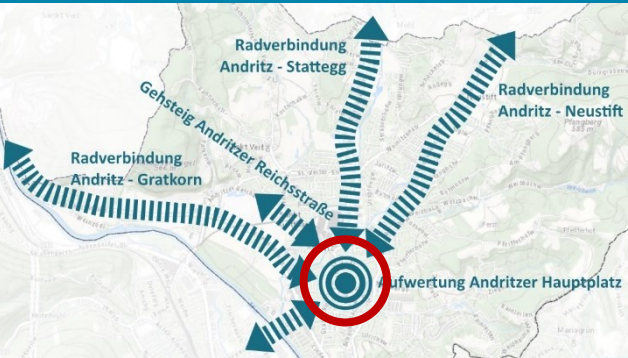 Radverbindung
Andritz - Stattegg
Radverbindung
Andritz - Neustift
Gehsteig Andritzer Reichsstraße
Radverbindung
Andritz - Gratkorn
Aufwertung Andritzer Hauptplatz